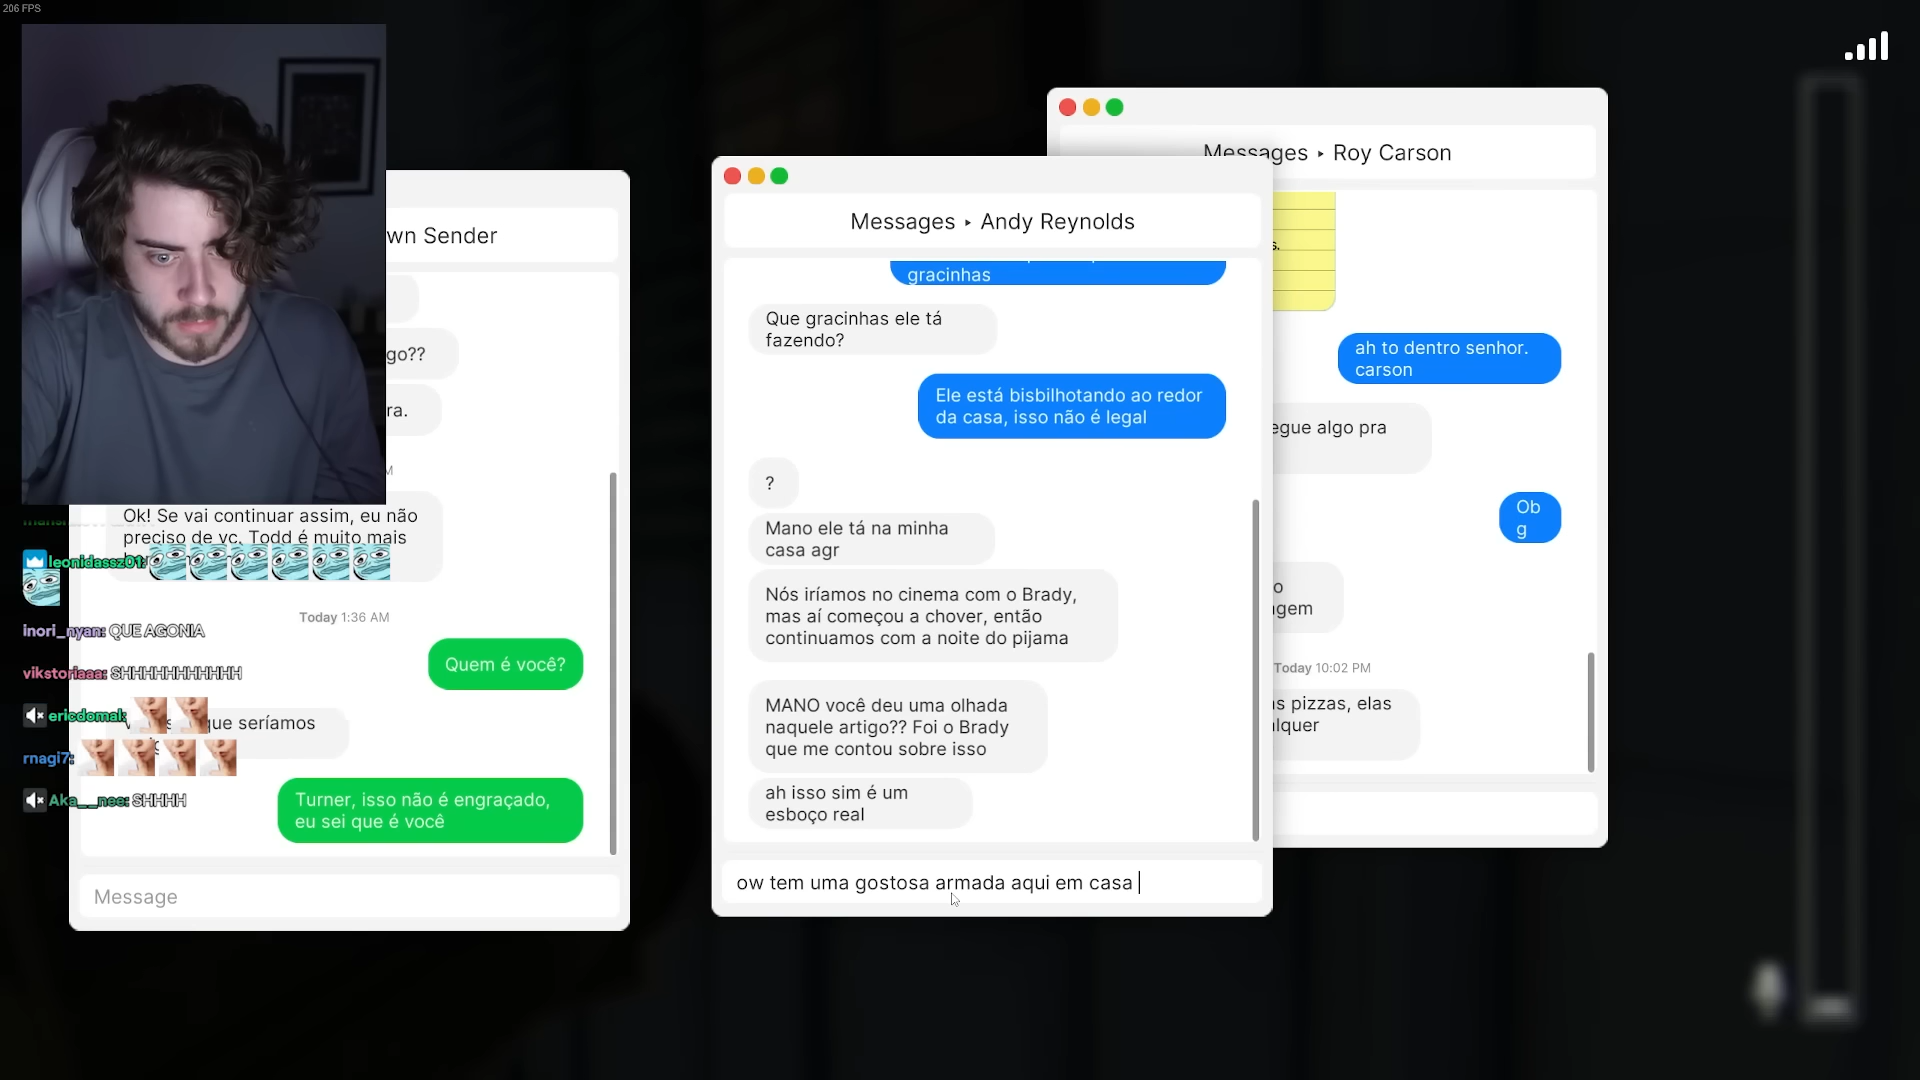 206 FPS
wn Sender
go??
ra.
M
Ok! Se vai continuar assim, eu não
preciso de vc. Todd é muito mais
leonidassz01:
inori_nyan: QUE AGONIA
vikstoriaaa: SHHHHHHHHHHH
ericdomak:
rnagi7:
Aka__nee: SHHHH
Today 1:36 AM
Quem é você?
que seríamos
Turner, isso não é engraçado,
eu sei que é você
Message
Messages ‣ Andy Reynolds
gracinhas
Que gracinhas ele tá
fazendo?
Ele está bisbilhotando ao redor
da casa, isso não é legal
?
Mano ele tá na minha
casa agr
Nós iríamos no cinema com o Brady,
mas aí começou a chover, então
continuamos com a noite do pijama
MANO você deu uma olhada
naquele artigo?? Foi o Brady
que me contou sobre isso
ah isso sim é um
esboço real
ow tem uma gostosa armada aqui em casa
Messages ‣ Roy Carson
s.
ah to dentro senhor.
carson
egue algo pra
Ob
g
o
gem
Today 10:02 PM
s pizzas, elas
lquer